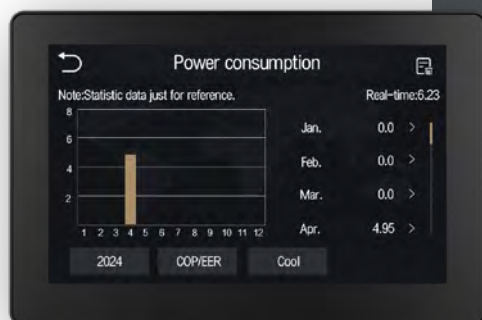 Power consumption
Note:Statistic data just for reference.
Real-time:6.23
8
6
4
2
1 2 3 4 5 6 7 8 9 10 11 12
Jan. 0.0 >
Feb. 0.0 >
Mar. 0.0 >
Apr. 4.95 >
2024 COP/EER Cool